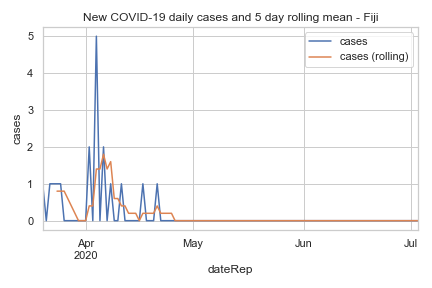 New COVID-19 daily cases and 5 day rolling mean - Fiji
cases
cases (rolling)
5
4
3
2
1
0
cases
Apr
2020
May
Jun
Jul
dateRep